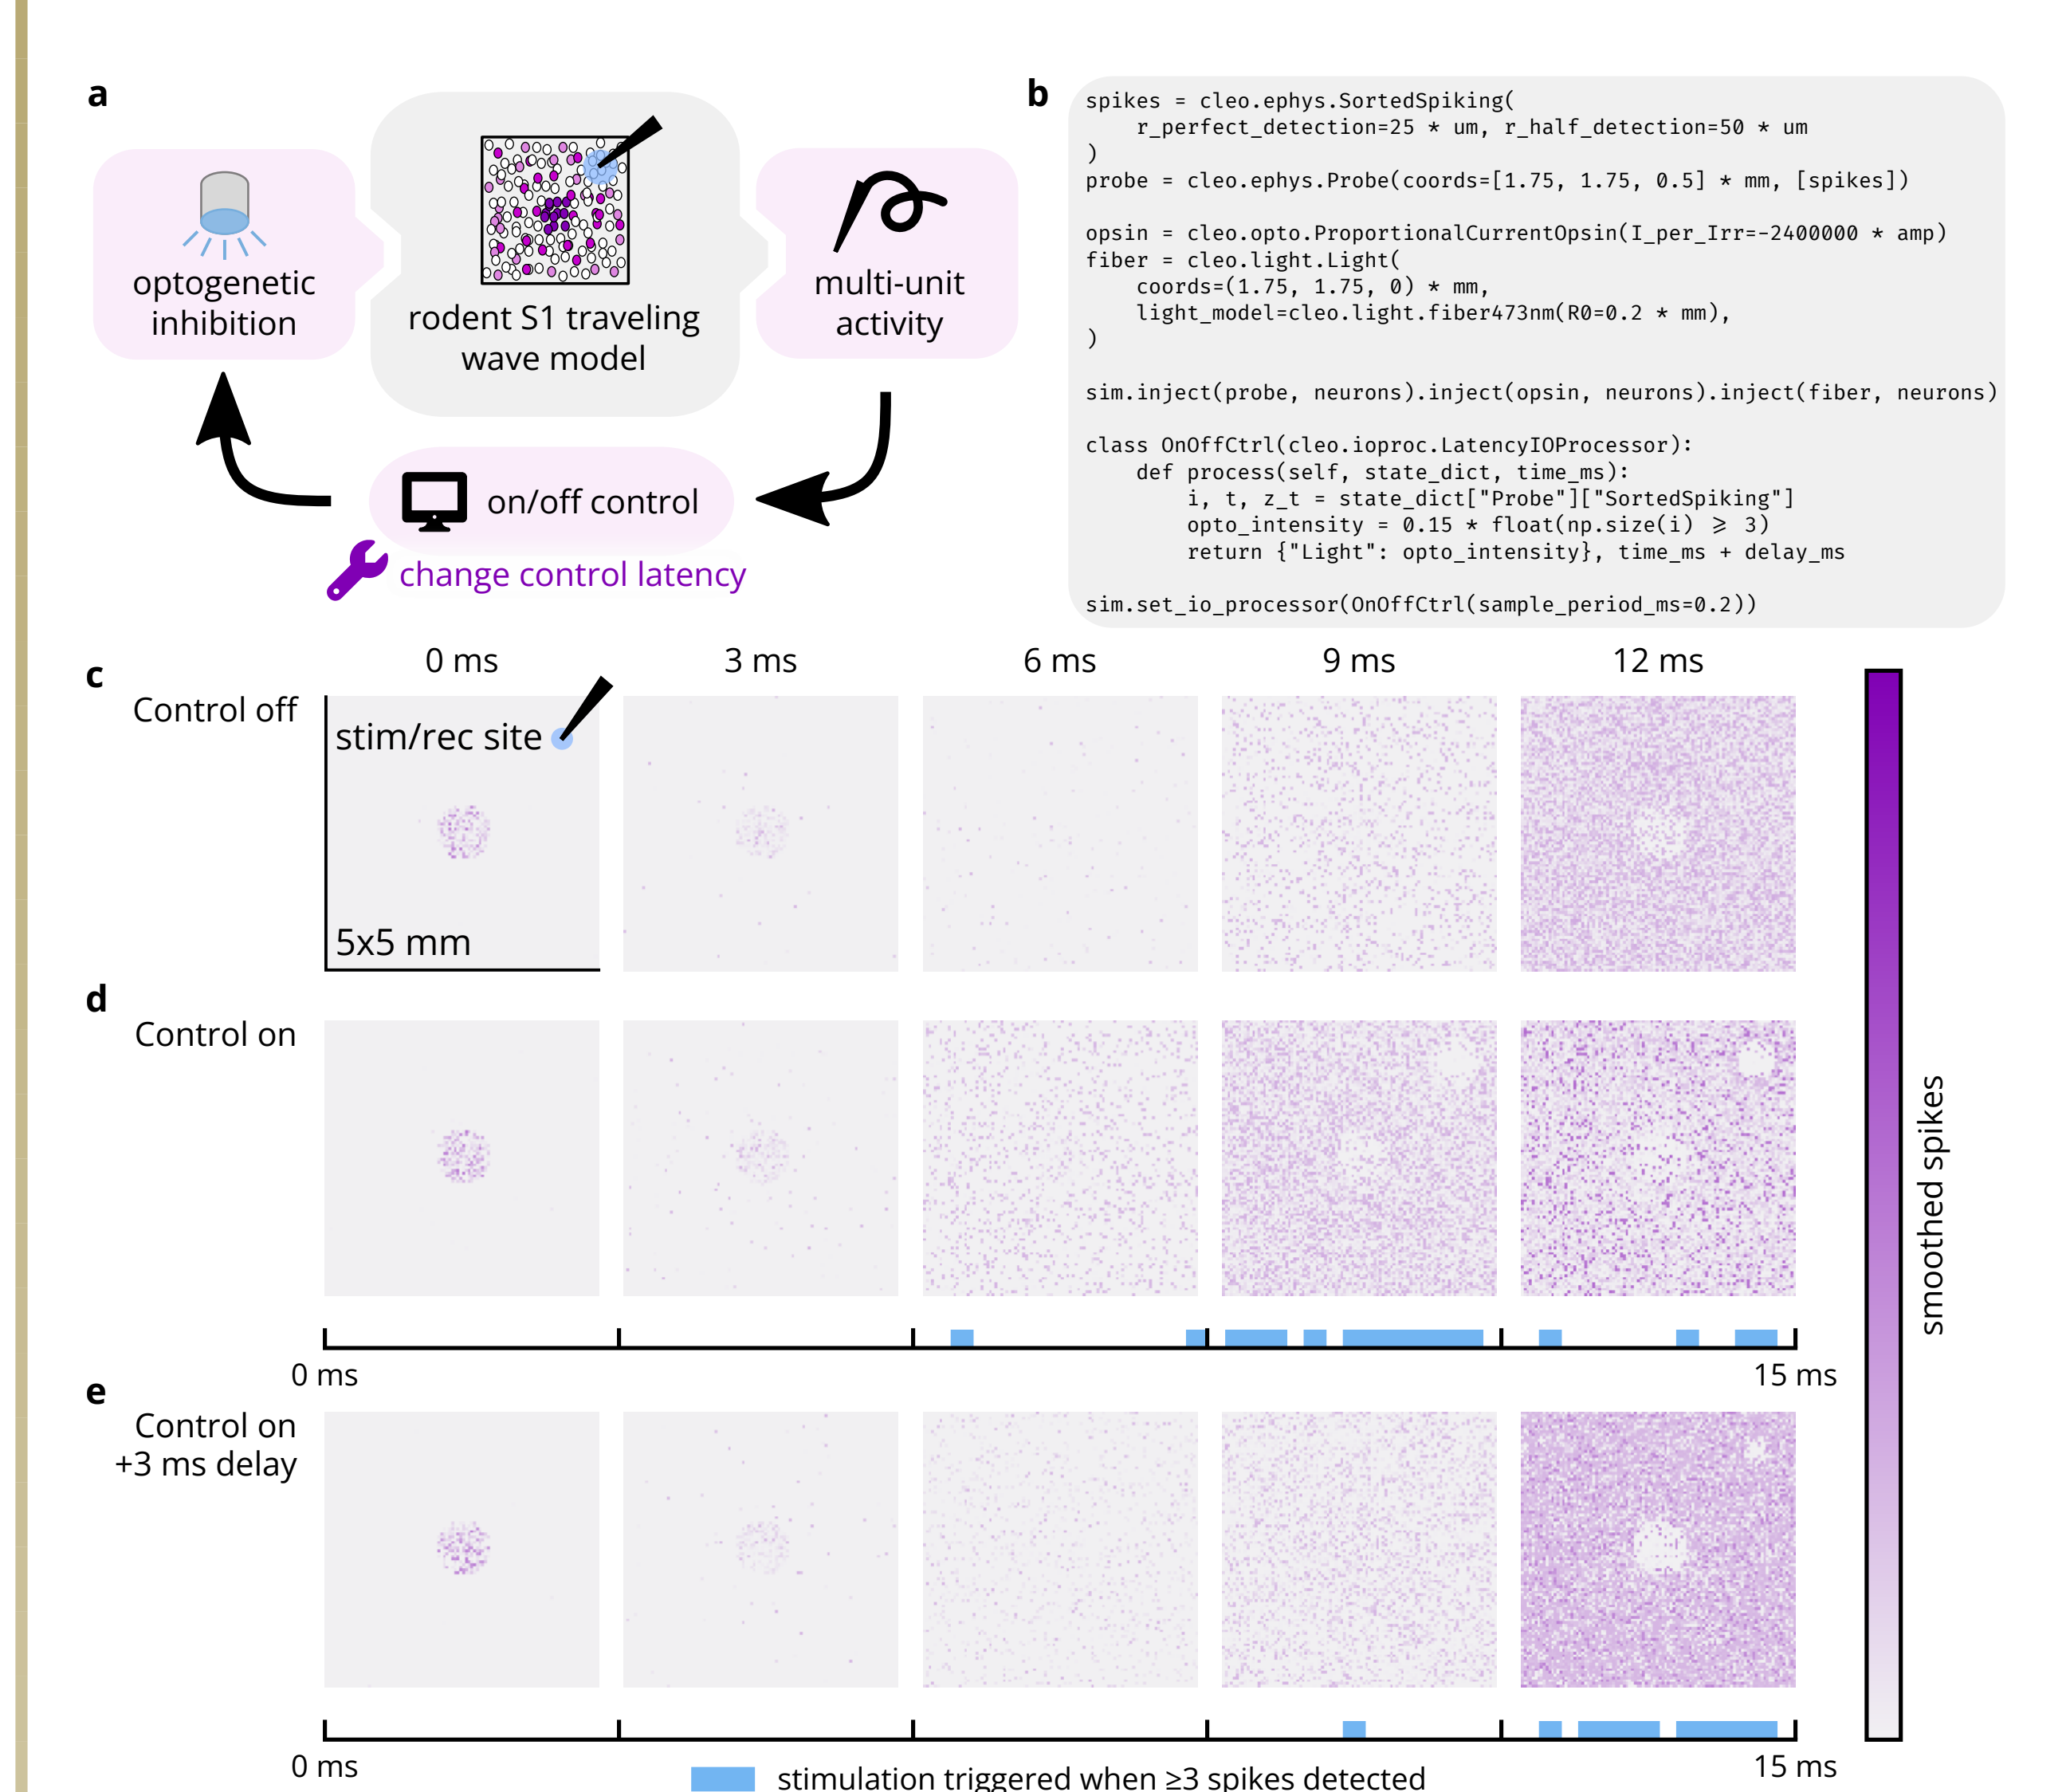 a
optogenetic
inhibition
rodent S1 traveling
wave model
multi-unit
activity
on/off control
change control latency
b
spikes = cleo.ephys.SortedSpiking(
    r_perfect_detection=25 * um, r_half_detection=50 * um
)
probe = cleo.ephys.Probe(coords=[1.75, 1.75, 0.5] * mm, [spikes])
opsin = cleo.opto.ProportionalCurrentOpsin(I_per_Irr=-2400000 * amp)
fiber = cleo.light.Light(
    coords=(1.75, 1.75, 0) * mm,
    light_model=cleo.light.fiber473nm(R0=0.2 * mm),
)
sim.inject(probe, neurons).inject(opsin, neurons).inject(fiber, neurons)
class OnOffCtrl(cleo.ioproc.LatencyIOProcessor):
    def process(self, state_dict, time_ms):
        i, t, z_t = state_dict["Probe"]["SortedSpiking"]
        opto_intensity = 0.15 * float(np.size(i) ⩾ 3)
        return {"Light": opto_intensity}, time_ms + delay_ms
sim.set_io_processor(OnOffCtrl(sample_period_ms=0.2))
c
0 ms 3 ms 6 ms 9 ms 12 ms
Control off
stim/rec site
5x5 mm
d
Control on
0 ms 15 ms
e
Control on
+3 ms delay
0 ms 15 ms
stimulation triggered when ≥3 spikes detected
smoothed spikes